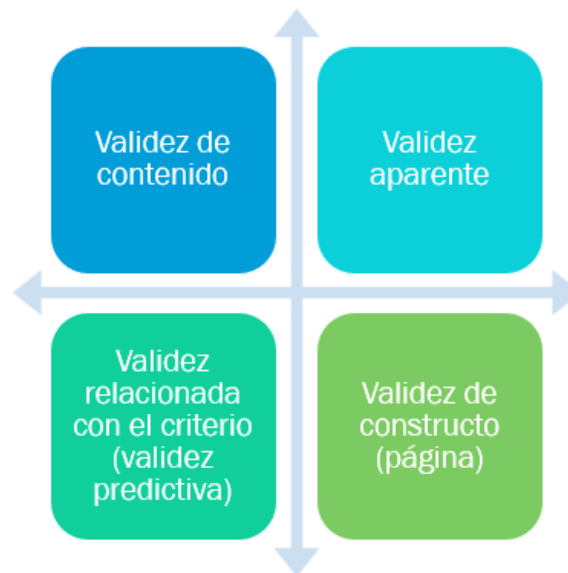 Validez de
contenido
Validez
aparente
Validez
relacionada
con el criterio
(validez
predictiva)
Validez de
constructo
(página)